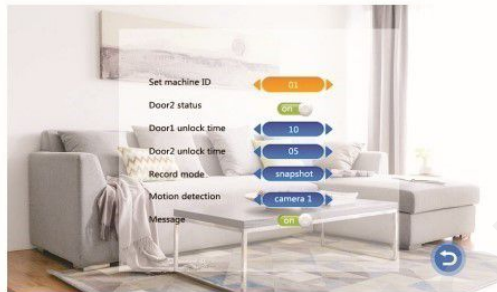 Set machine ID 01
Door2 status on
Door1 unlock time 10
Door2 unlock time 05
Record mode snapshot
Motion detection camera 1
Message on